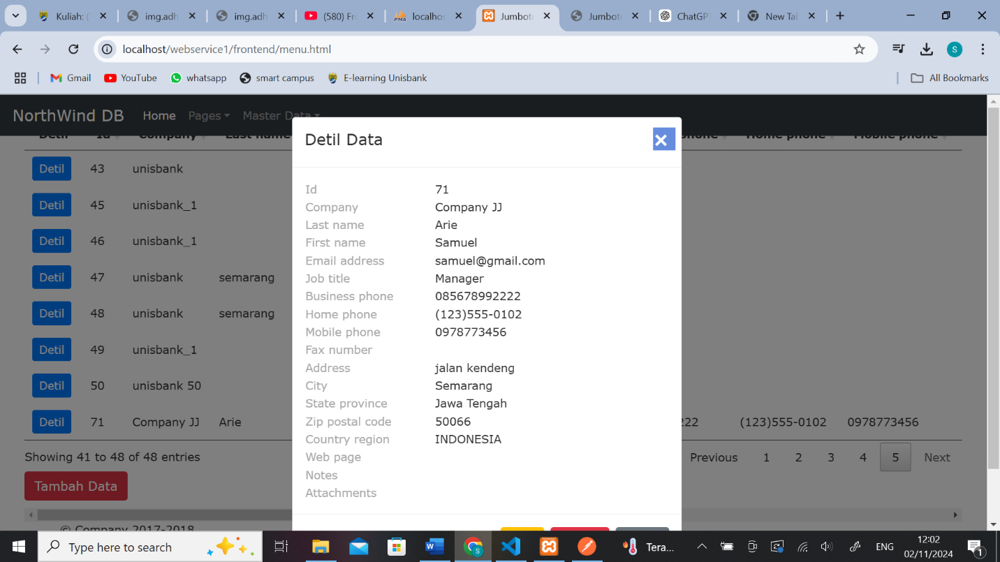 Kuliah: (
img.adh
img.adh
(580) Fr
localhos
Jumbot
Jumbot
ChatGP
New Tab
localhost/webservice1/frontend/menu.html
S
Gmail
YouTube
whatsapp
smart campus
E-learning Unisbank
All Bookmarks
NorthWind DB Home Pages Master Data
Detil Id Company Last name phone Home phone Mobile phone
Detil 43 unisbank
Detil 45 unisbank_1
Detil 46 unisbank_1
Detil 47 unisbank semarang
Detil 48 unisbank semarang
Detil 49 unisbank_1
Detil 50 unisbank 50
Detil 71 Company JJ Arie 222 (123)555-0102 0978773456
Showing 41 to 48 of 48 entries
Previous 1 2 3 4 5 Next
Tambah Data
© Company 2017-2018
Detil Data
Id 71
Company Company JJ
Last name Arie
First name Samuel
Email address samuel@gmail.com
Job title Manager
Business phone 085678992222
Home phone (123)555-0102
Mobile phone 0978773456
Fax number
Address jalan kendeng
City Semarang
State province Jawa Tengah
Zip postal code 50066
Country region INDONESIA
Web page
Notes
Attachments
Type here to search
Tera...
ENG
12:02
02/11/2024
1